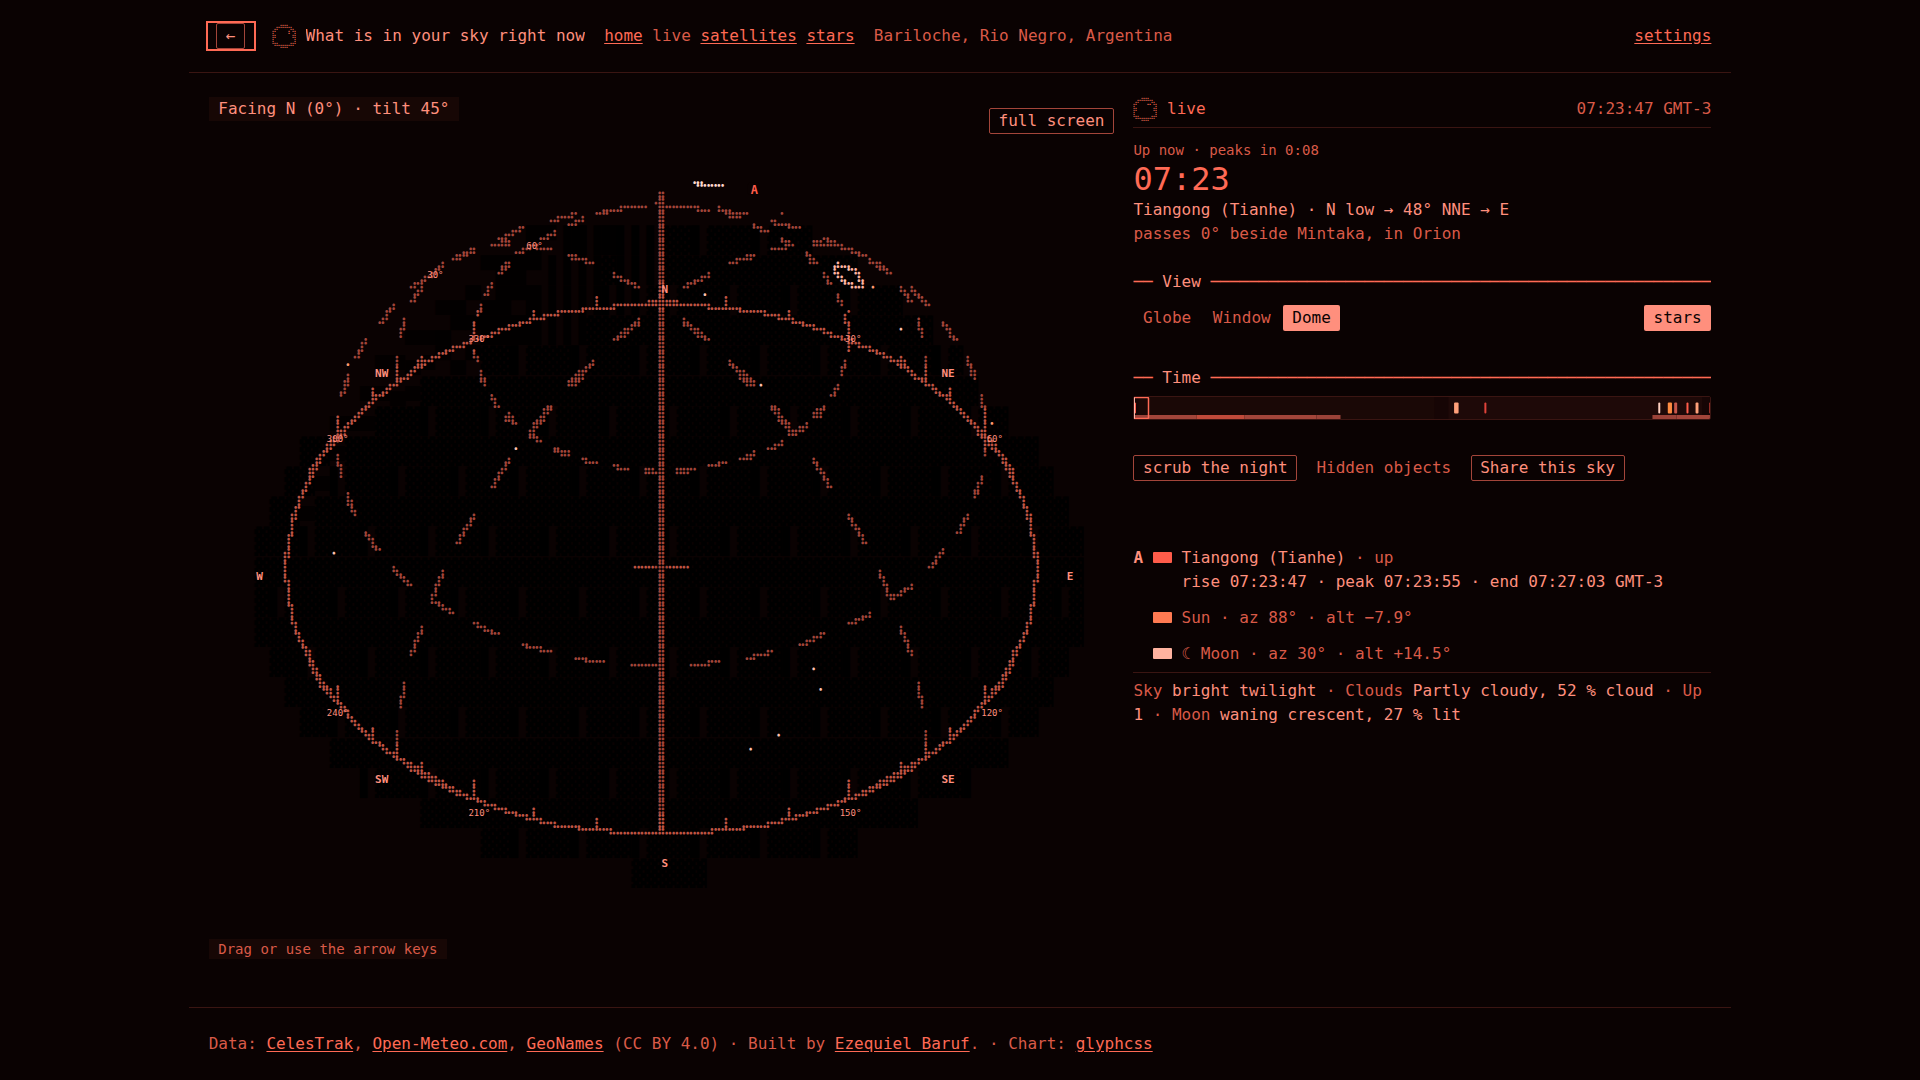 ← What is in your sky right now home live satellites stars Bariloche, Rio Negro, Argentina settings
Facing N (0°) · tilt 45°
full screen
A
60°
30°
N
330°
30°
NW
NE
300°
60°
W
E
240°
120°
SW
SE
210°
150°
S
Drag or use the arrow keys
live 07:23:47 GMT-3
Up now · peaks in 0:08
07:23
Tiangong (Tianhe) · N low → 48° NNE → E
passes 0° beside Mintaka, in Orion
View
Globe Window Dome stars
Time
scrub the night Hidden objects Share this sky
A Tiangong (Tianhe) · up
rise 07:23:47 · peak 07:23:55 · end 07:27:03 GMT-3
Sun · az 88° · alt −7.9°
☾ Moon · az 30° · alt +14.5°
Sky bright twilight · Clouds Partly cloudy, 52 % cloud · Up
1 · Moon waning crescent, 27 % lit
Data: CelesTrak, Open-Meteo.com, GeoNames (CC BY 4.0) · Built by Ezequiel Baruf. · Chart: glyphcss